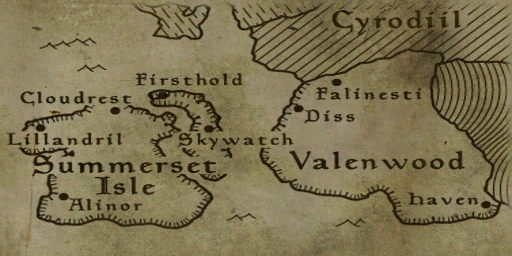 Cyrodiil
Firsthold
Cloudrest
Falinesti
Diss
Lillandril
Skywatch
Summerset
Isle
Valenwood
Alinor
Haven